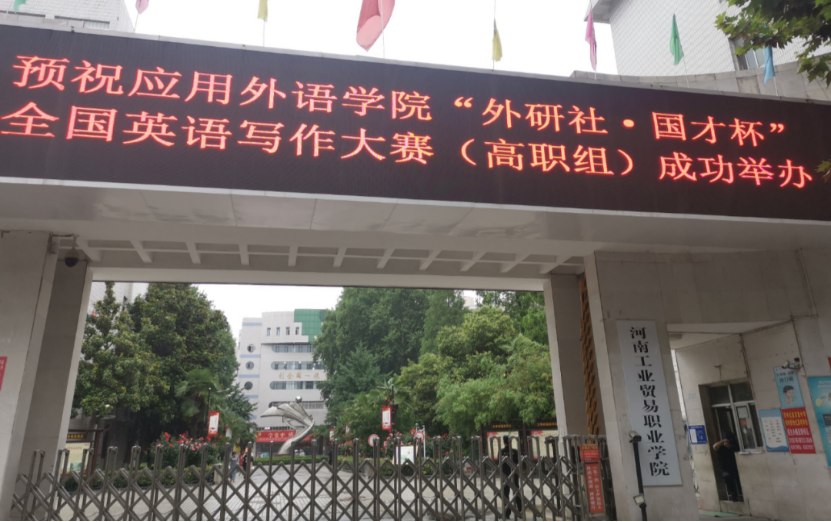 预祝应用外语学院“外研社·国才杯”
全国英语写作大赛（高职组）成功举办
河南工业贸易职业学院